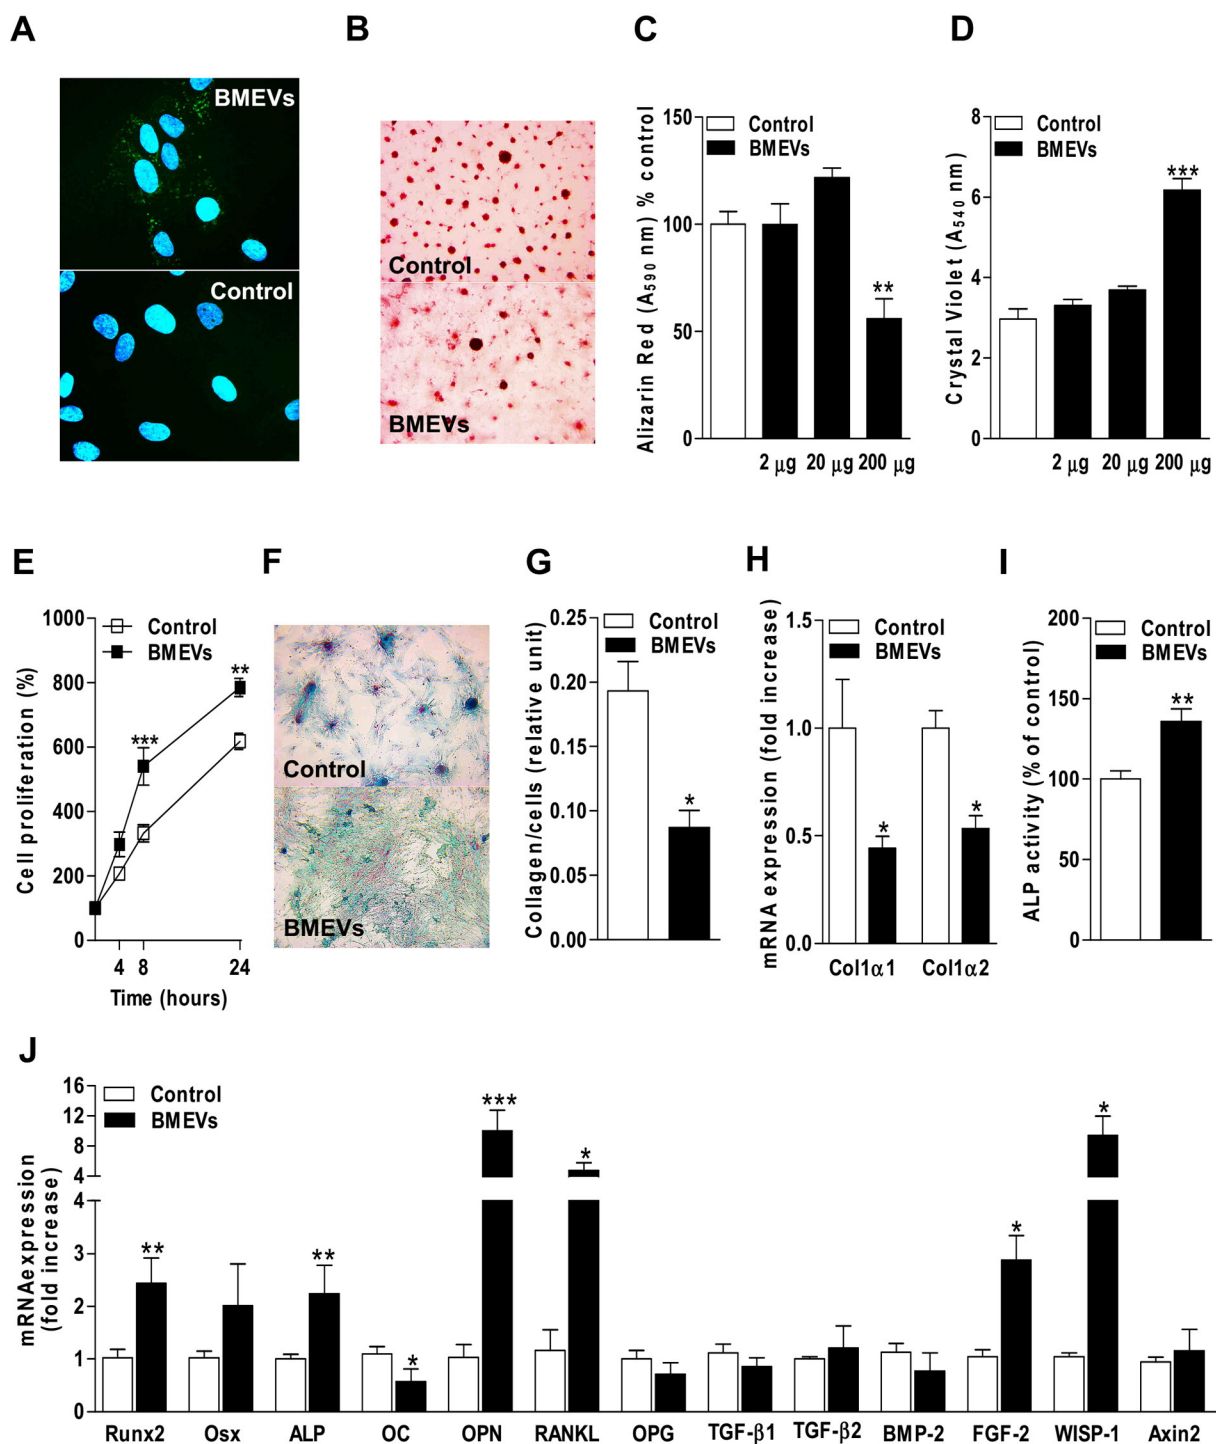 A
B
C
D
BMEVs
Control
Control
BMEVs
Alizarin Red (A590 nm) % control
150
100
50
0
Control
BMEVs
**
2 µg 20 µg 200 µg
Crystal Violet (A540 nm)
8
6
4
2
0
Control
BMEVs
***
2 µg 20 µg 200 µg
E
F
G
H
I
Cell proliferation (%)
1000
800
600
400
200
0
Control
BMEVs
***
**
4 8 24
Time (hours)
Control
BMEVs
Collagen/cells (relative unit)
0.25
0.20
0.15
0.10
0.05
0.00
Control
BMEVs
*
mRNA expression (fold increase)
1.5
1.0
0.5
0.0
Control
BMEVs
*
*
Col1α1 Col1α2
ALP activity (% of control)
200
150
100
50
0
Control
BMEVs
**
J
mRNAexpression
(fold increase)
16
12
8
4
4
3
2
1
0
Control
BMEVs
**
**
*
***
*
*
*
Runx2 Osx ALP OC OPN RANKL OPG TGF-β1 TGF-β2 BMP-2 FGF-2 WISP-1 Axin2